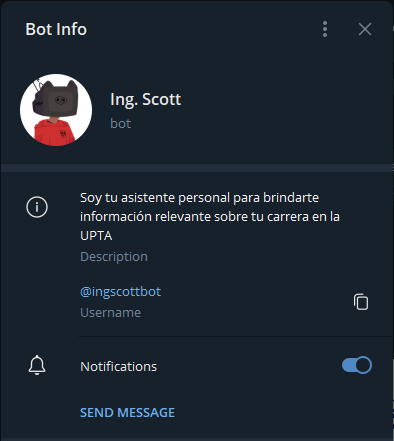 Bot Info
Ing. Scott
bot
Soy tu asistente personal para brindarte
información relevante sobre tu carrera en la
UPTA
Description
@ingscottbot
Username
Notifications
SEND MESSAGE